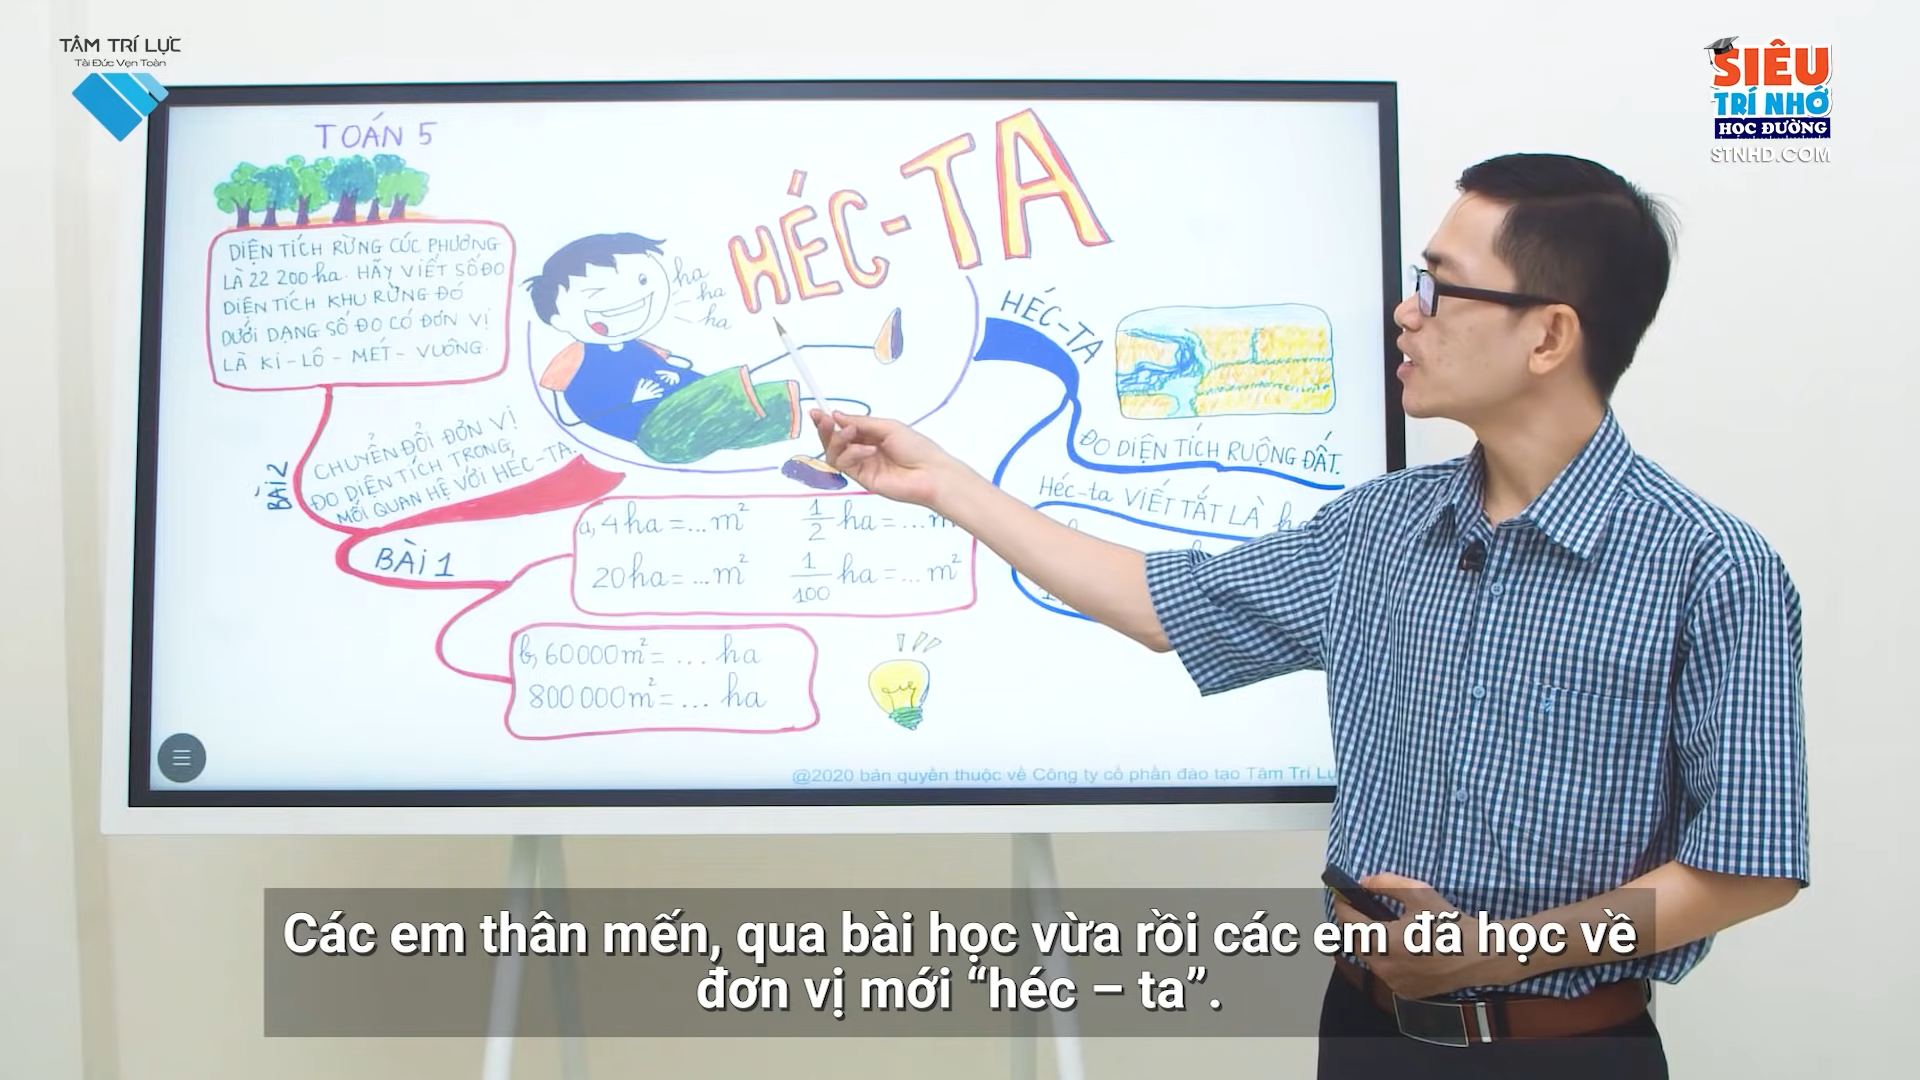 TÂM TRÍ LỰC
Tài Đức Vẹn Toàn
SIÊU
TRÍ NHỚ
HỌC ĐƯỜNG
STNHD.COM
TOÁN 5
HÉC-TA
DIỆN TÍCH RỪNG CÚC PHƯƠNG
LÀ 22 200 ha. HÃY VIẾT SỐ ĐO
DIỆN TÍCH KHU RỪNG ĐÓ
DƯỚI DẠNG SỐ ĐO CÓ ĐƠN VỊ
LÀ KI-LÔ-MÉT-VUÔNG.
ha
ha
ha
HÉC-TA
ĐO DIỆN TÍCH RUỘNG ĐẤT.
Héc-ta VIẾT TẮT LÀ ha
BÀI 2
CHUYỂN ĐỔI ĐƠN VỊ
ĐO DIỆN TÍCH TRONG
MỐI QUAN HỆ VỚI HÉC-TA.
BÀI 1
a, 4 ha = ... m² 1/2 ha = ... m
20 ha = ... m² 1/100 ha = ... m²
b, 60000m² = ... ha
800 000m² = ... ha
@2020 bản quyền thuộc về Công ty cổ phần đào tạo Tâm Trí Lự
Các em thân mến, qua bài học vừa rồi các em đã học về
đơn vị mới “héc – ta”.